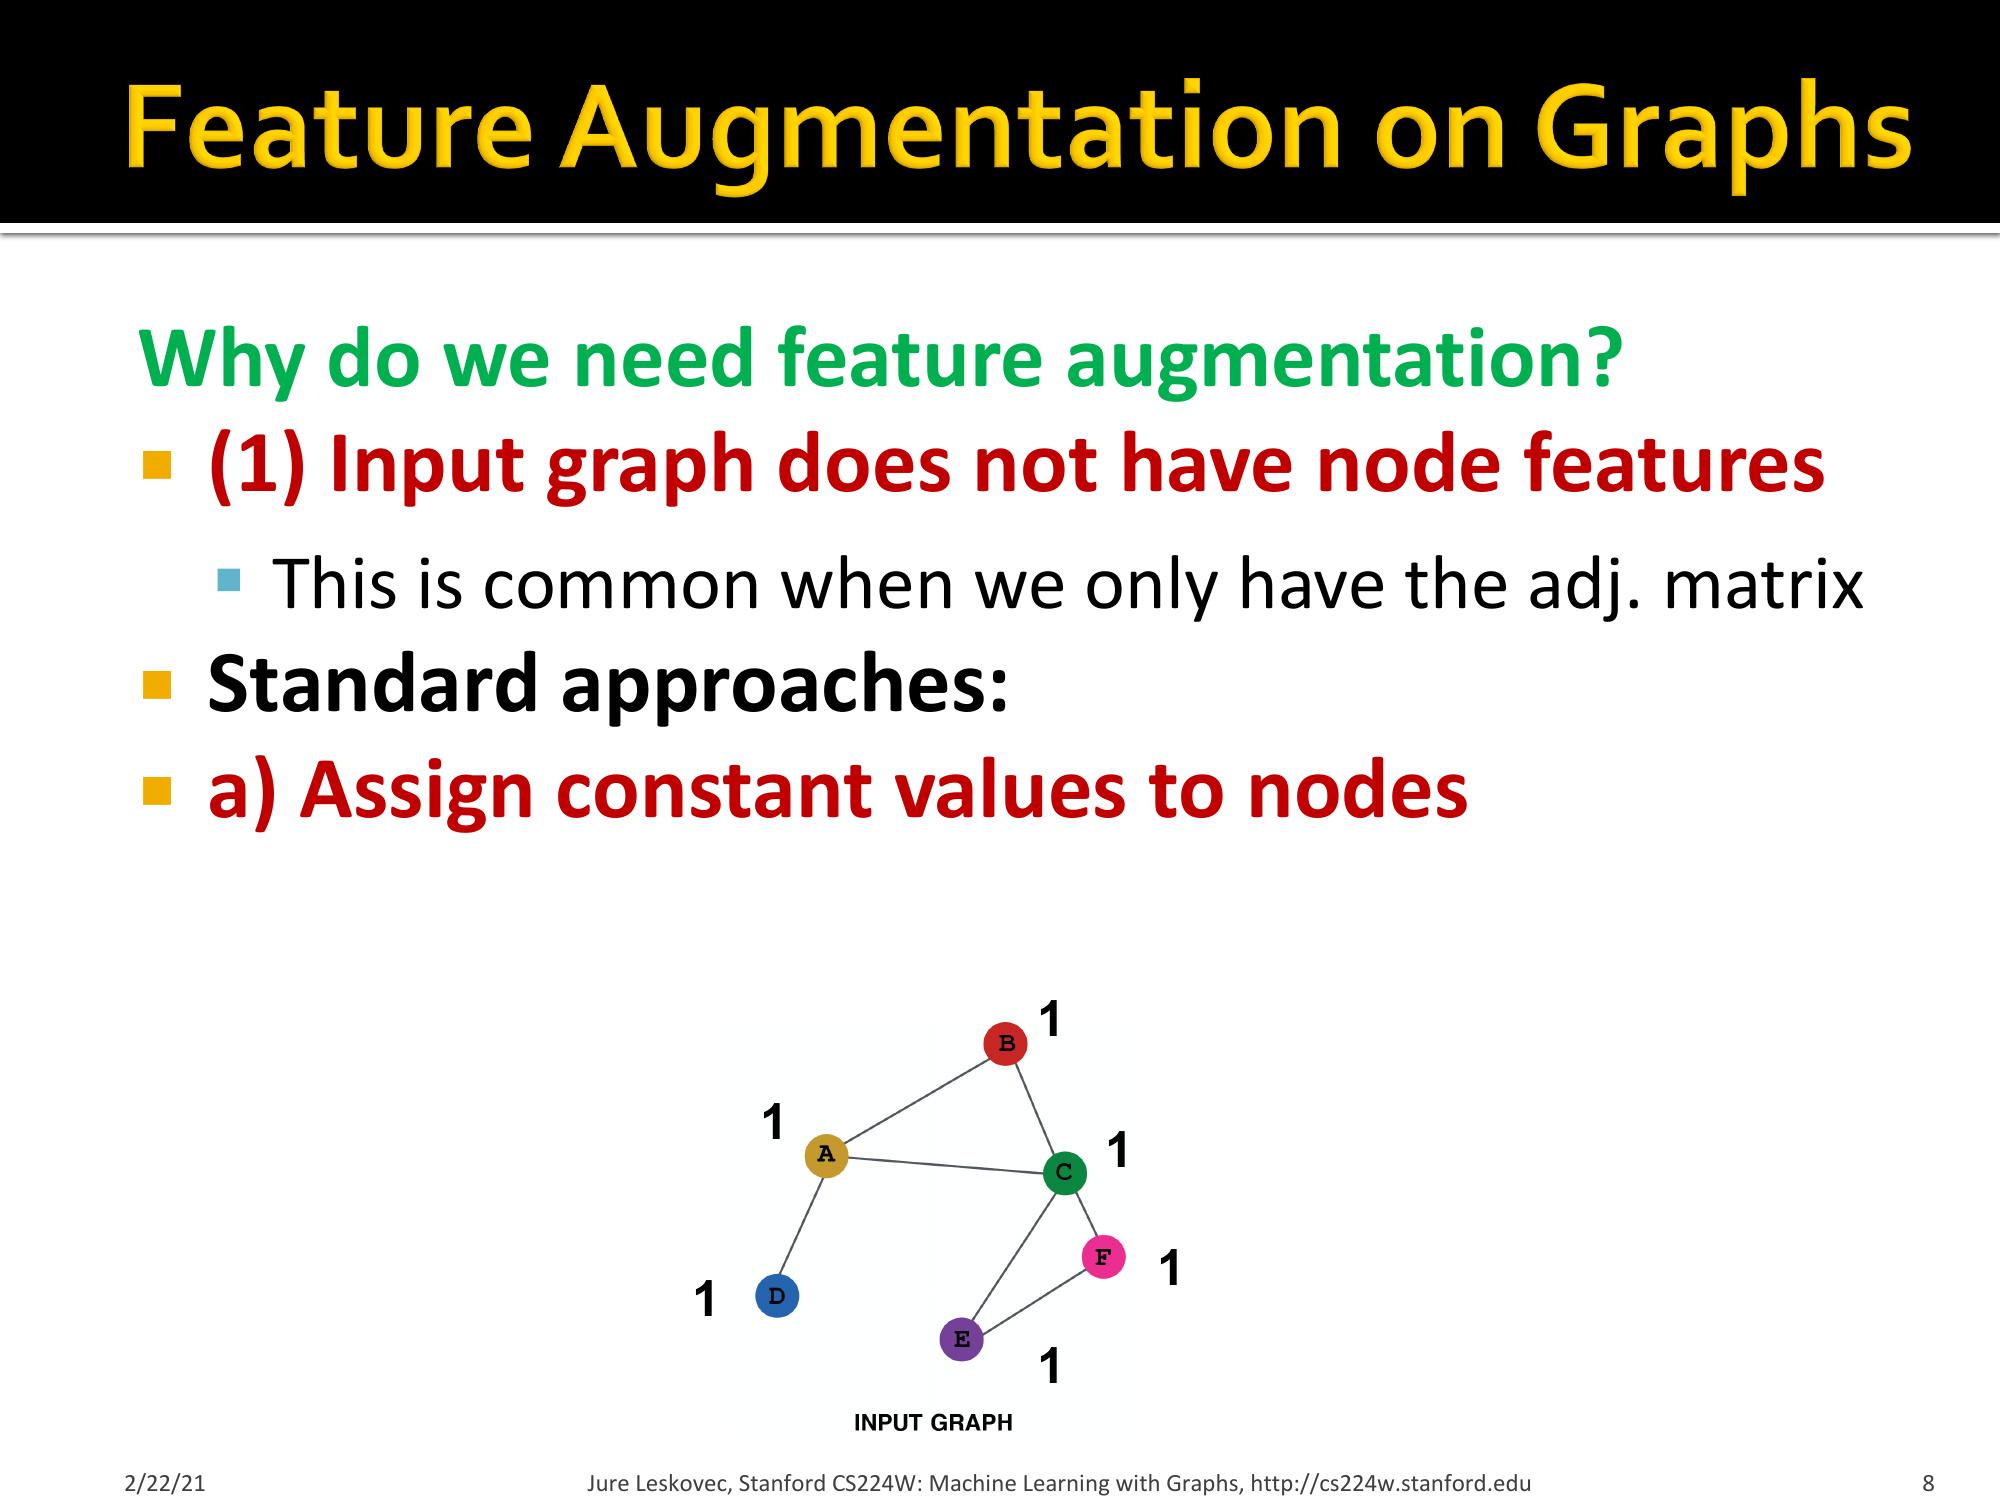 Feature Augmentation on Graphs
Why do we need feature augmentation?
(1) Input graph does not have node features
This is common when we only have the adj. matrix
Standard approaches:
a) Assign constant values to nodes
1
B
1
A
1
C
1
F
1
D
1
E
INPUT GRAPH
2/22/21
Jure Leskovec, Stanford CS224W: Machine Learning with Graphs, http://cs224w.stanford.edu
8